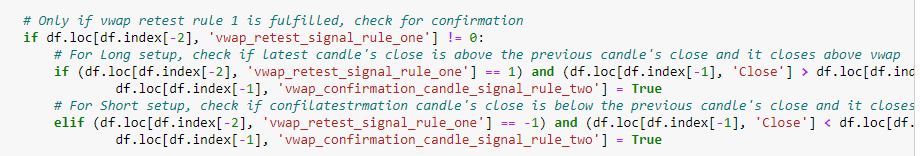 # Only if vwap retest rule 1 is fulfilled, check for confirmation
if df.loc[df.index[-2], 'vwap_retest_signal_rule_one'] != 0:
# For Long setup, check if latest candle's close is above the previous candle's close and it closes above vwap
if (df.loc[df.index[-2], 'vwap_retest_signal_rule_one'] == 1) and (df.loc[df.index[-1], 'Close'] > df.loc[df.ind
df.loc[df.index[-1], 'vwap_confirmation_candle_signal_rule_two'] = True
# For Short setup, check if confilatestrmation candle's close is below the previous candle's close and it closes
elif (df.loc[df.index[-2], 'vwap_retest_signal_rule_one'] == -1) and (df.loc[df.index[-1], 'Close'] < df.loc[df.
df.loc[df.index[-1], 'vwap_confirmation_candle_signal_rule_two'] = True